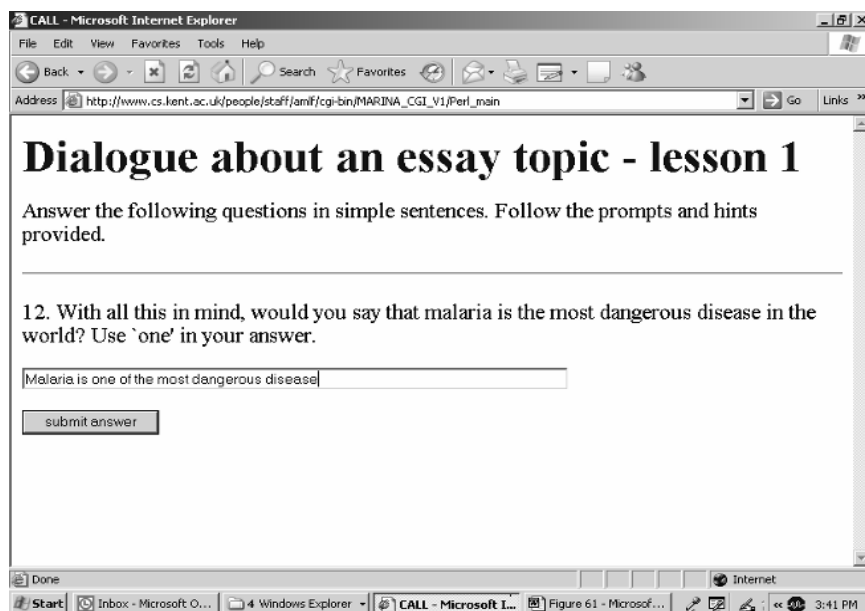 CALL - Microsoft Internet Explorer
File Edit View Favorites Tools Help
Back Search Favorites
Address http://www.cs.kent.ac.uk/people/staff/amlf/cgi-bin/MARINA_CGI_V1/Perl_main Go Links »
Dialogue about an essay topic - lesson 1
Answer the following questions in simple sentences. Follow the prompts and hints
provided.
12. With all this in mind, would you say that malaria is the most dangerous disease in the
world? Use `one' in your answer.
Malaria is one of the most dangerous disease
submit answer
Done Internet
Start Inbox - Microsoft O... 4 Windows Explorer CALL - Microsoft I... Figure 61 - Microsof... « 3:41 PM